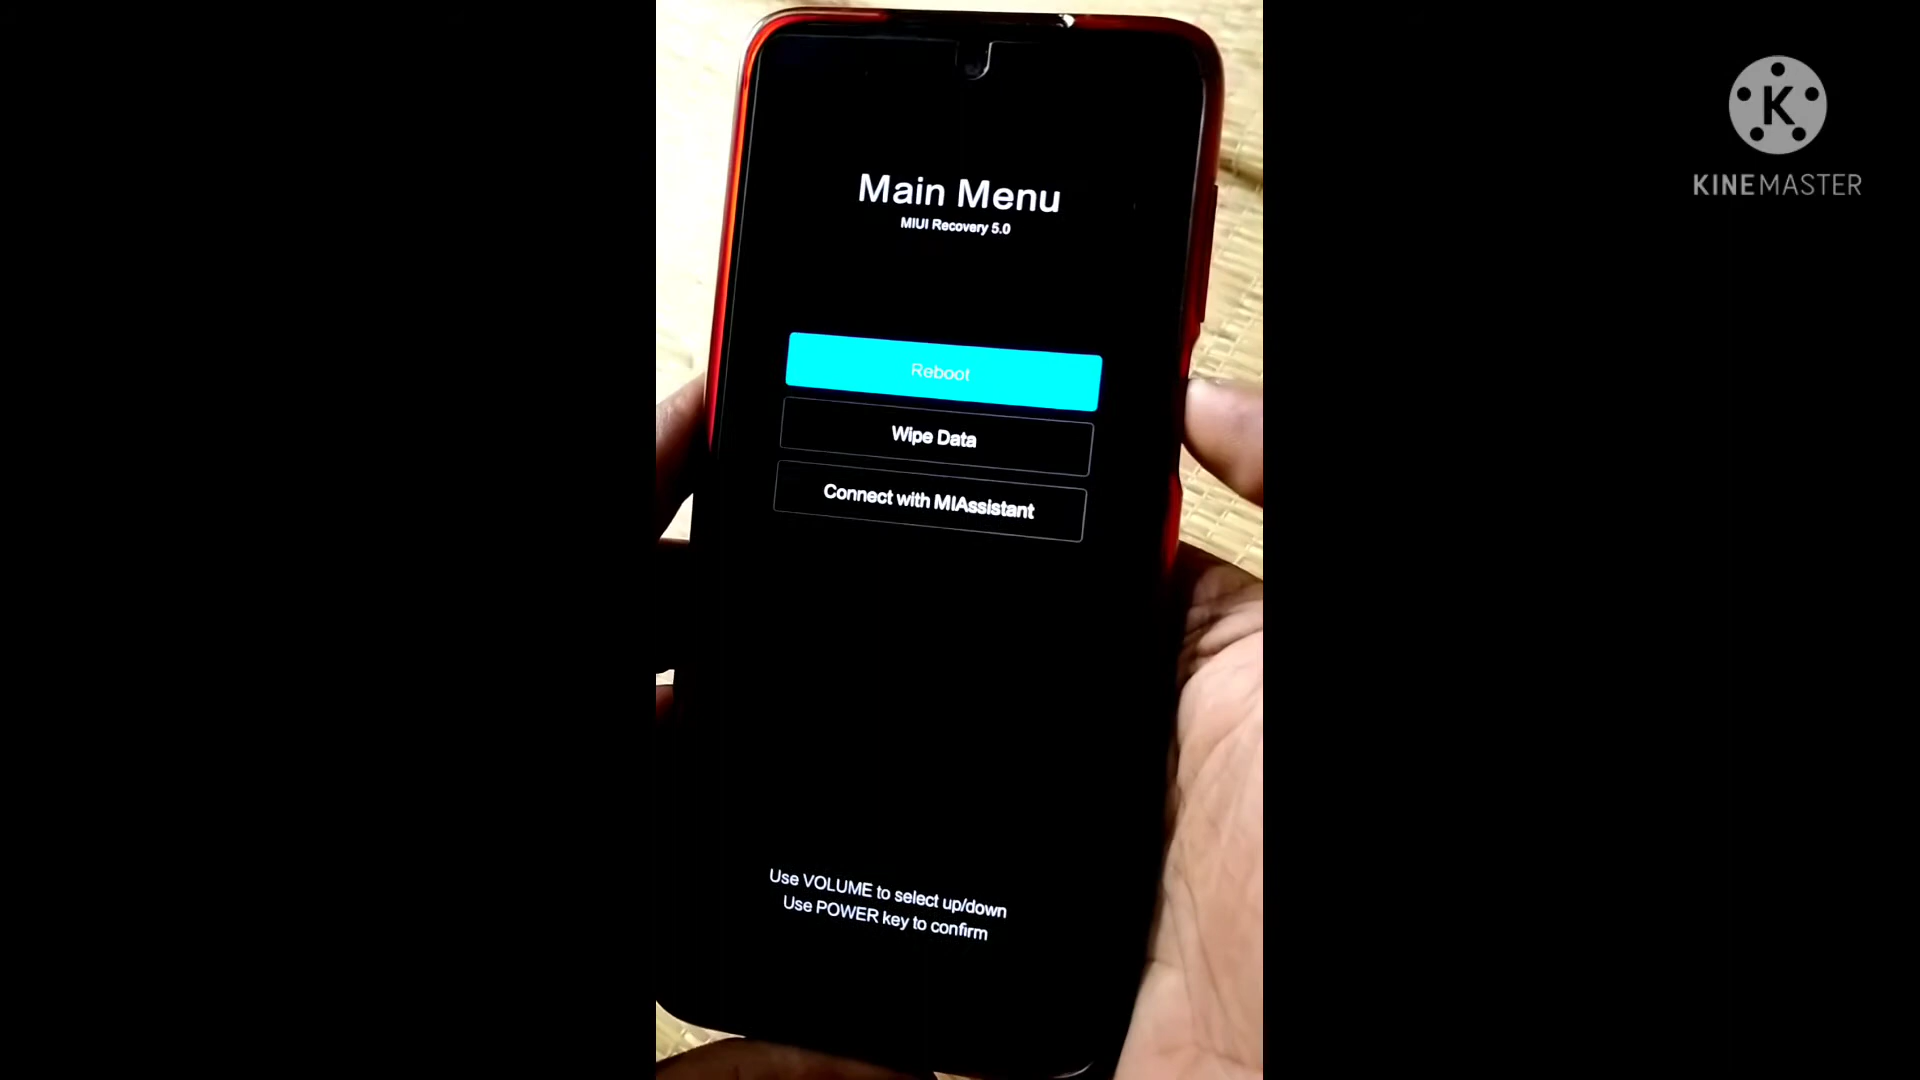 Main Menu
MIUI Recovery 5.0
Reboot
Wipe Data
Connect with MIAssistant
Use VOLUME to select up/down
Use POWER key to confirm
K
KINEMASTER